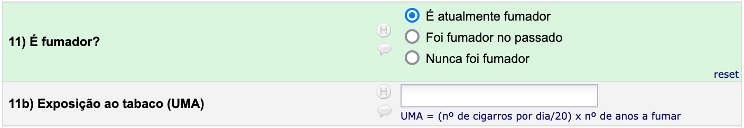 11) É fumador?
H
É atualmente fumador
Foi fumador no passado
Nunca foi fumador
reset
11b) Exposição ao tabaco (UMA)
H
UMA = (nº de cigarros por dia/20) x nº de anos a fumar